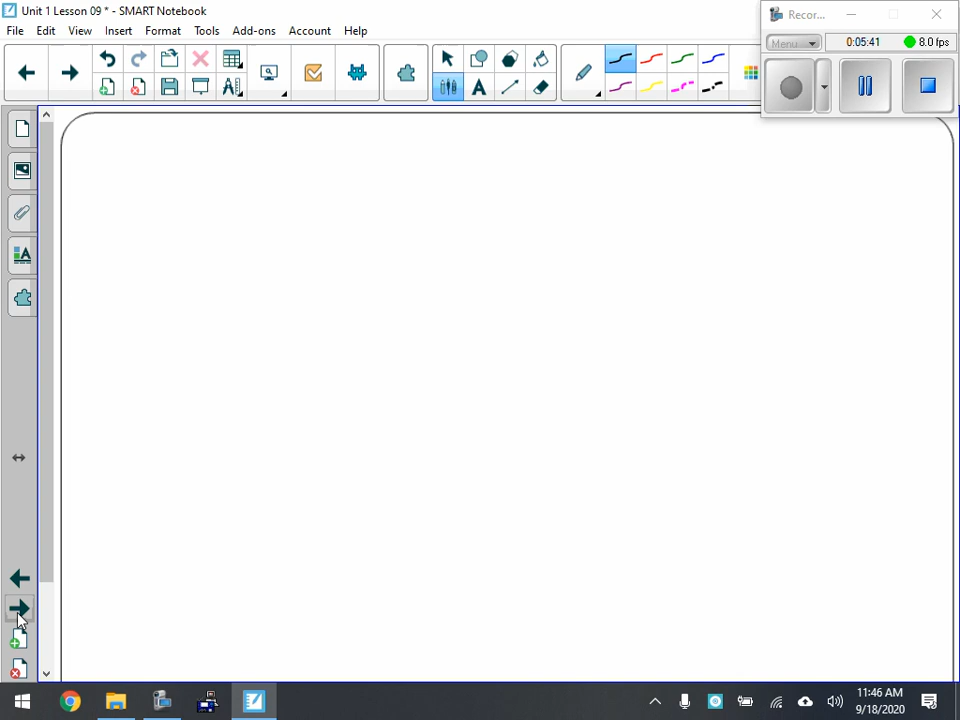 Unit 1 Lesson 09 * - SMART Notebook
Recor...
File Edit View Insert Format Tools Add-ons Account Help
Menu
0:05:41
8.0 fps
A
A
11:46 AM
9/18/2020